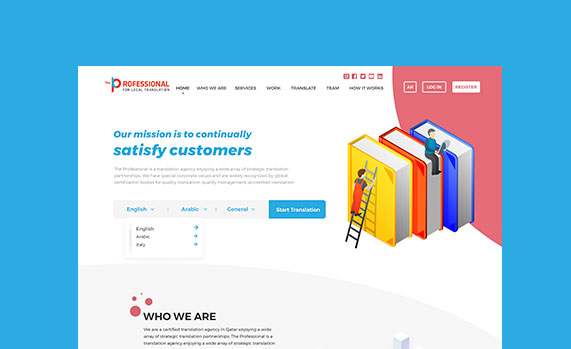 The PROFESSIONAL
FOR LEGAL TRANSLATION
HOME WHO WE ARE SERVICES WORK TRANSLATE TEAM HOW IT WORKS
AR LOG IN REGISTER
Our mission is to continually
satisfy customers
The Professional is a translation agency enjoying a wide array of strategic translation
partnerships. We have special corporate values and are widely recognized by global
certification bodies for quality translation, quality management, accredited translation
English Arabic General Start Translation
English
Arabic
Italy
WHO WE ARE
We are a certified translation agency in Qatar enjoying a wide
array of strategic translation partnerships. The Professional is a
translation agency enjoying a wide array of strategic translation